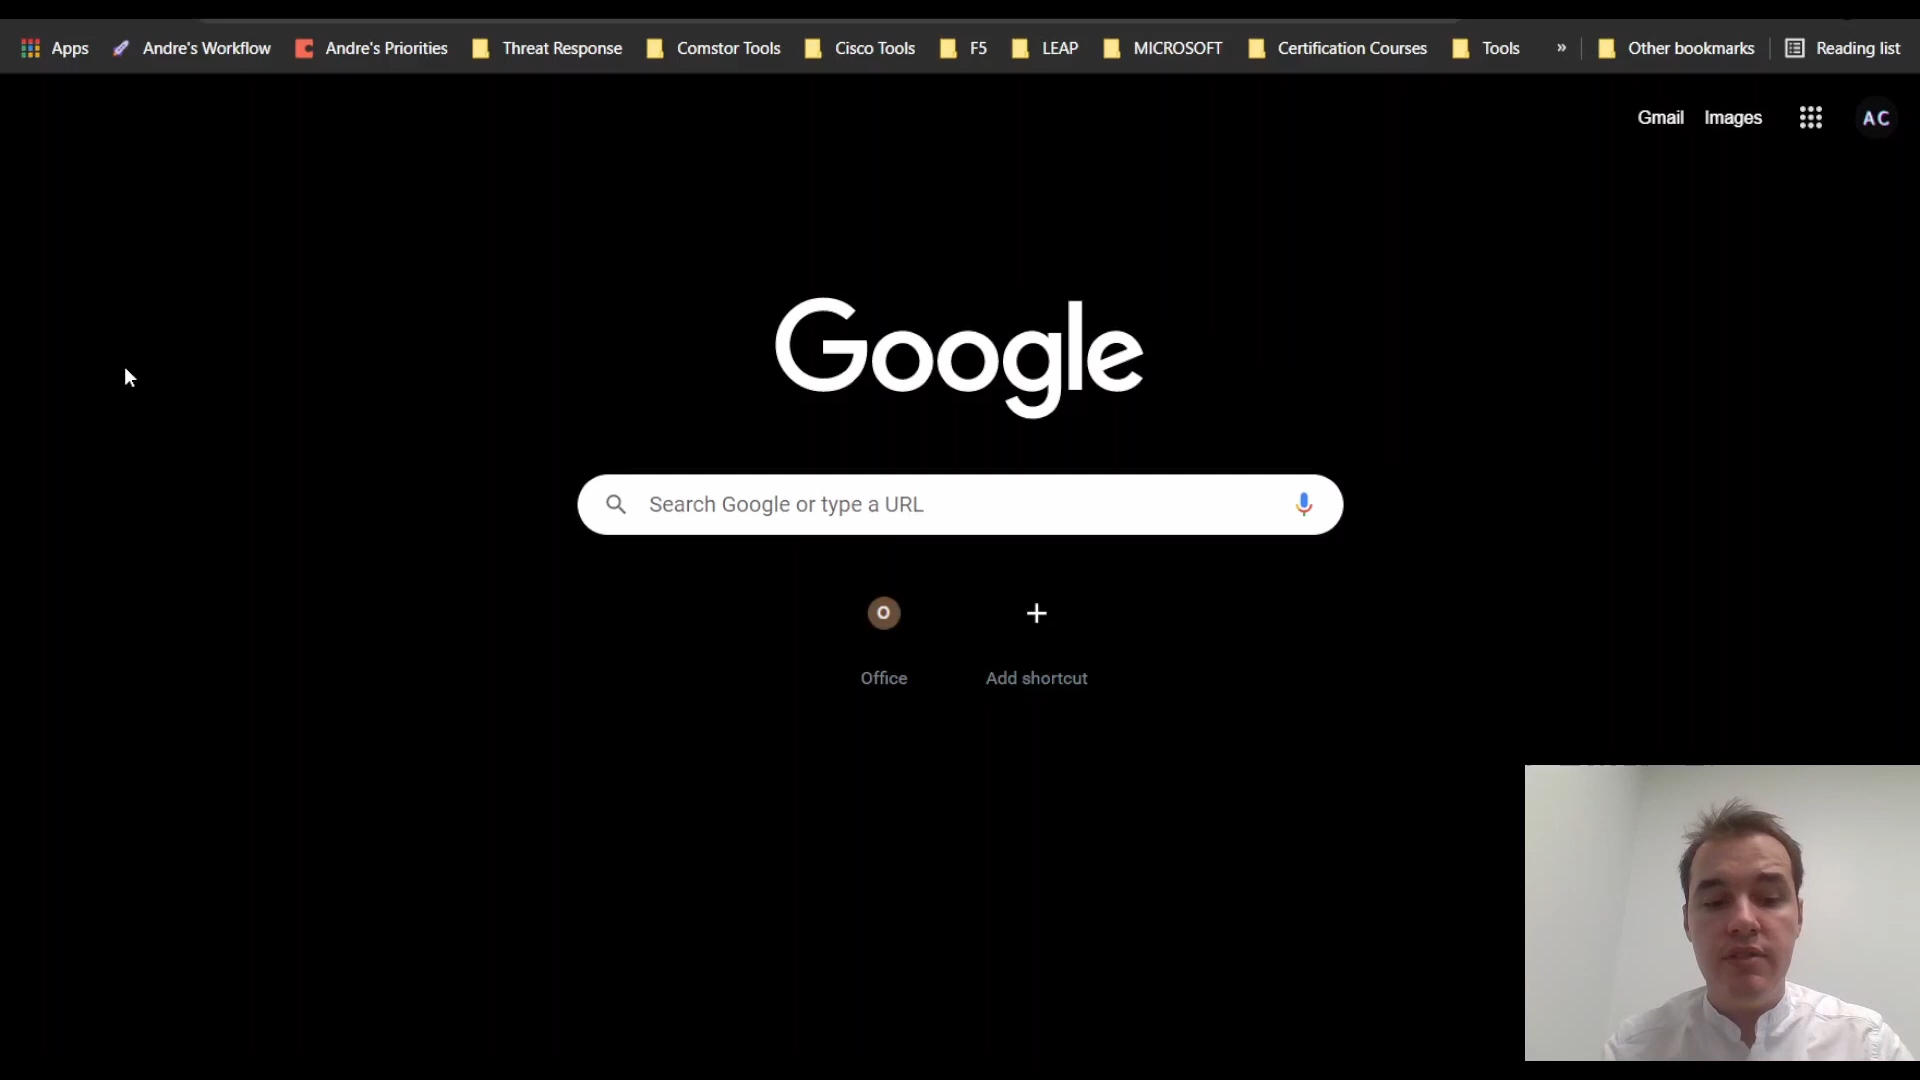 Apps Andre's Workflow Andre's Priorities Threat Response Comstor Tools Cisco Tools F5 LEAP MICROSOFT Certification Courses Tools » Other bookmarks Reading list
Gmail Images AC
Google
Search Google or type a URL
O
Office Add shortcut